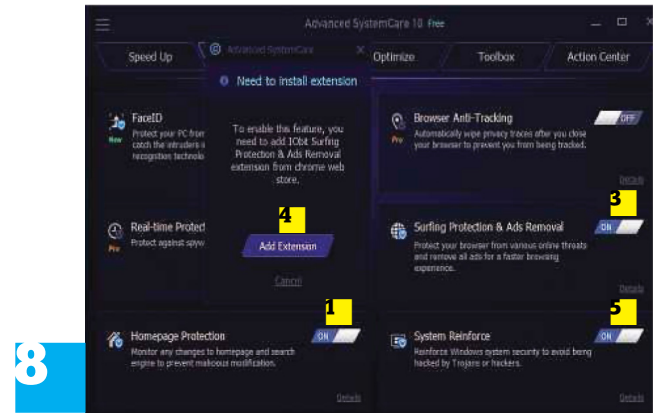 Advanced SystemCare 10 Free
Speed Up
Optimize
Toolbox
Action Center
Advanced SystemCare
Need to install extension
To enable this feature, you
need to add IObit Surfing
Protection & Ads Removal
extension from chrome web
store.
4
Add Extension
Cancel
FaceID
New
Protect your PC from
catch the intruders
recognition technolo
Browser Anti-Tracking
OFF
Pro
Automatically wipe privacy traces after you close
your browser to prevent you from being tracked.
Details
Real-time Protect
Pro
Protect against spyw
3
Surfing Protection & Ads Removal
ON
Protect your browser from various online threats
and remove all ads for a faster browsing
experience.
Details
1
Homepage Protection
ON
Monitor any changes to homepage and search
engine to prevent malicious modification.
Details
5
System Reinforce
ON
Reinforce Windows system security to avoid being
hacked by Trojans or hackers.
Details
8